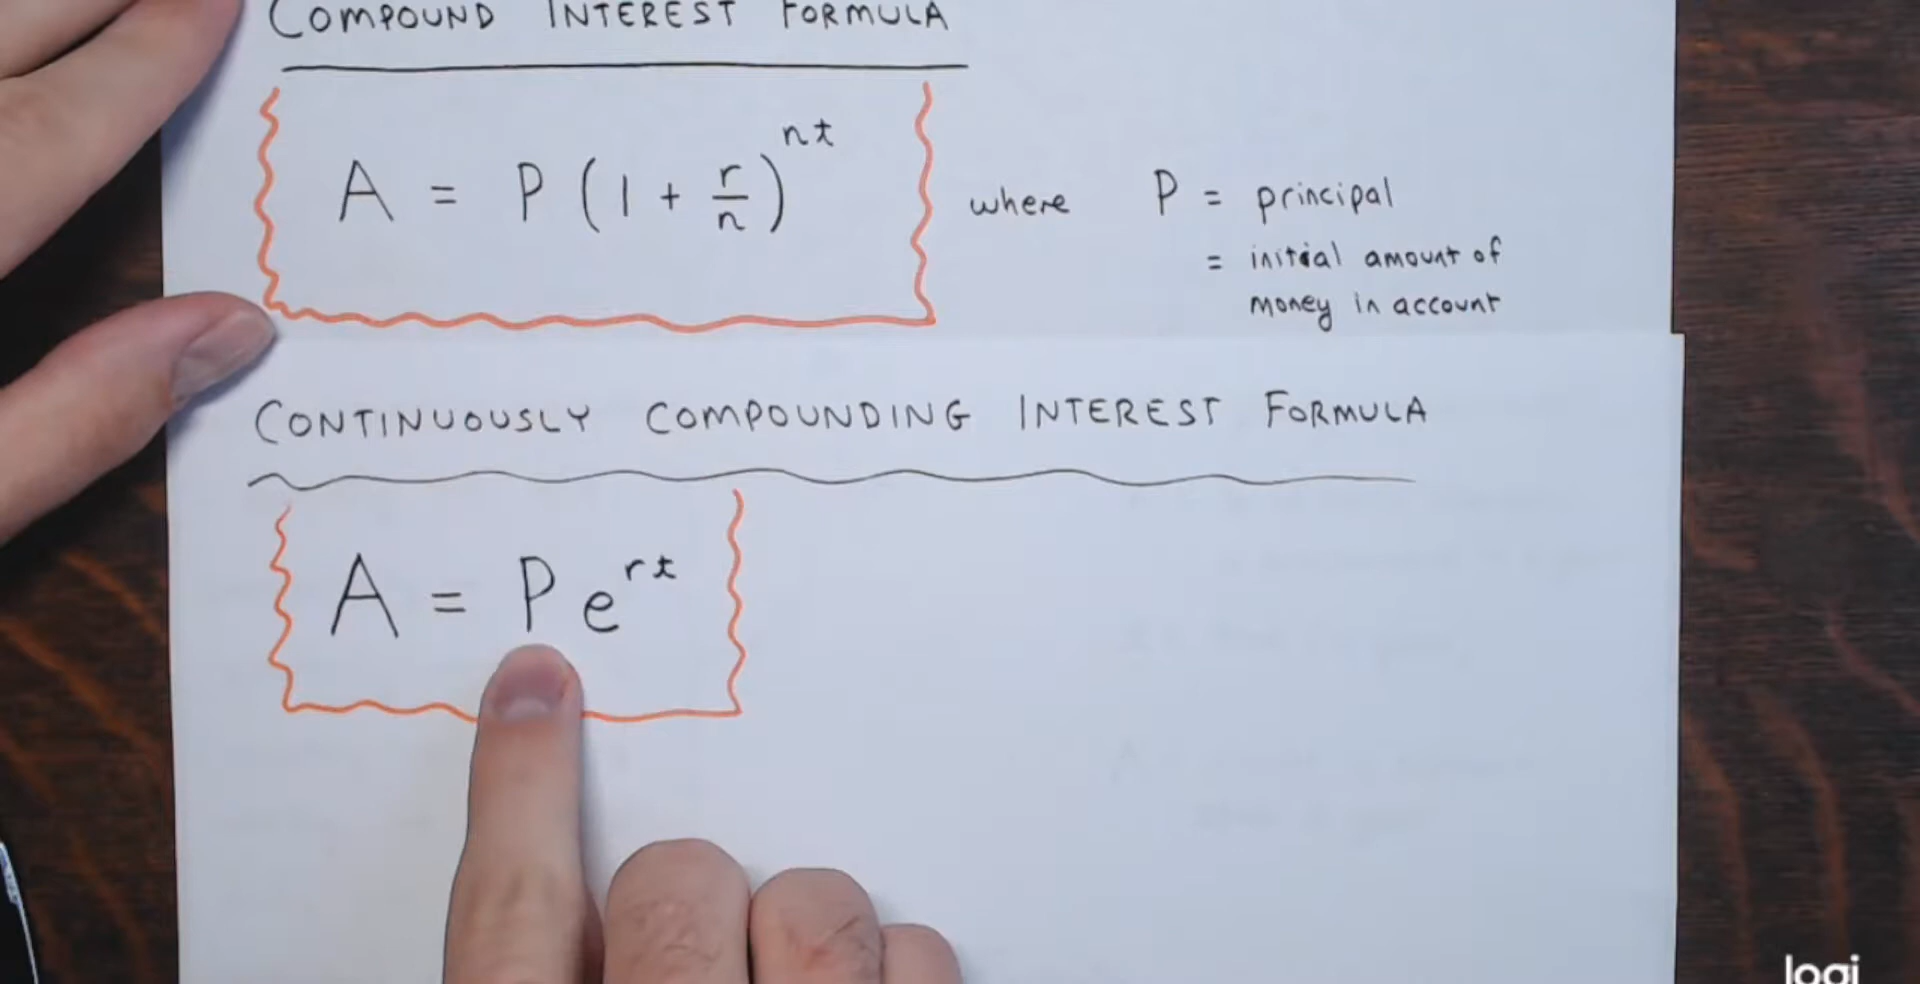 COMPOUND INTEREST FORMULA
A = P(1 + r/n)^nt where P = principal
= initial amount of
money in account
CONTINUOUSLY COMPOUNDING INTEREST FORMULA
A = Pe^rt
logi